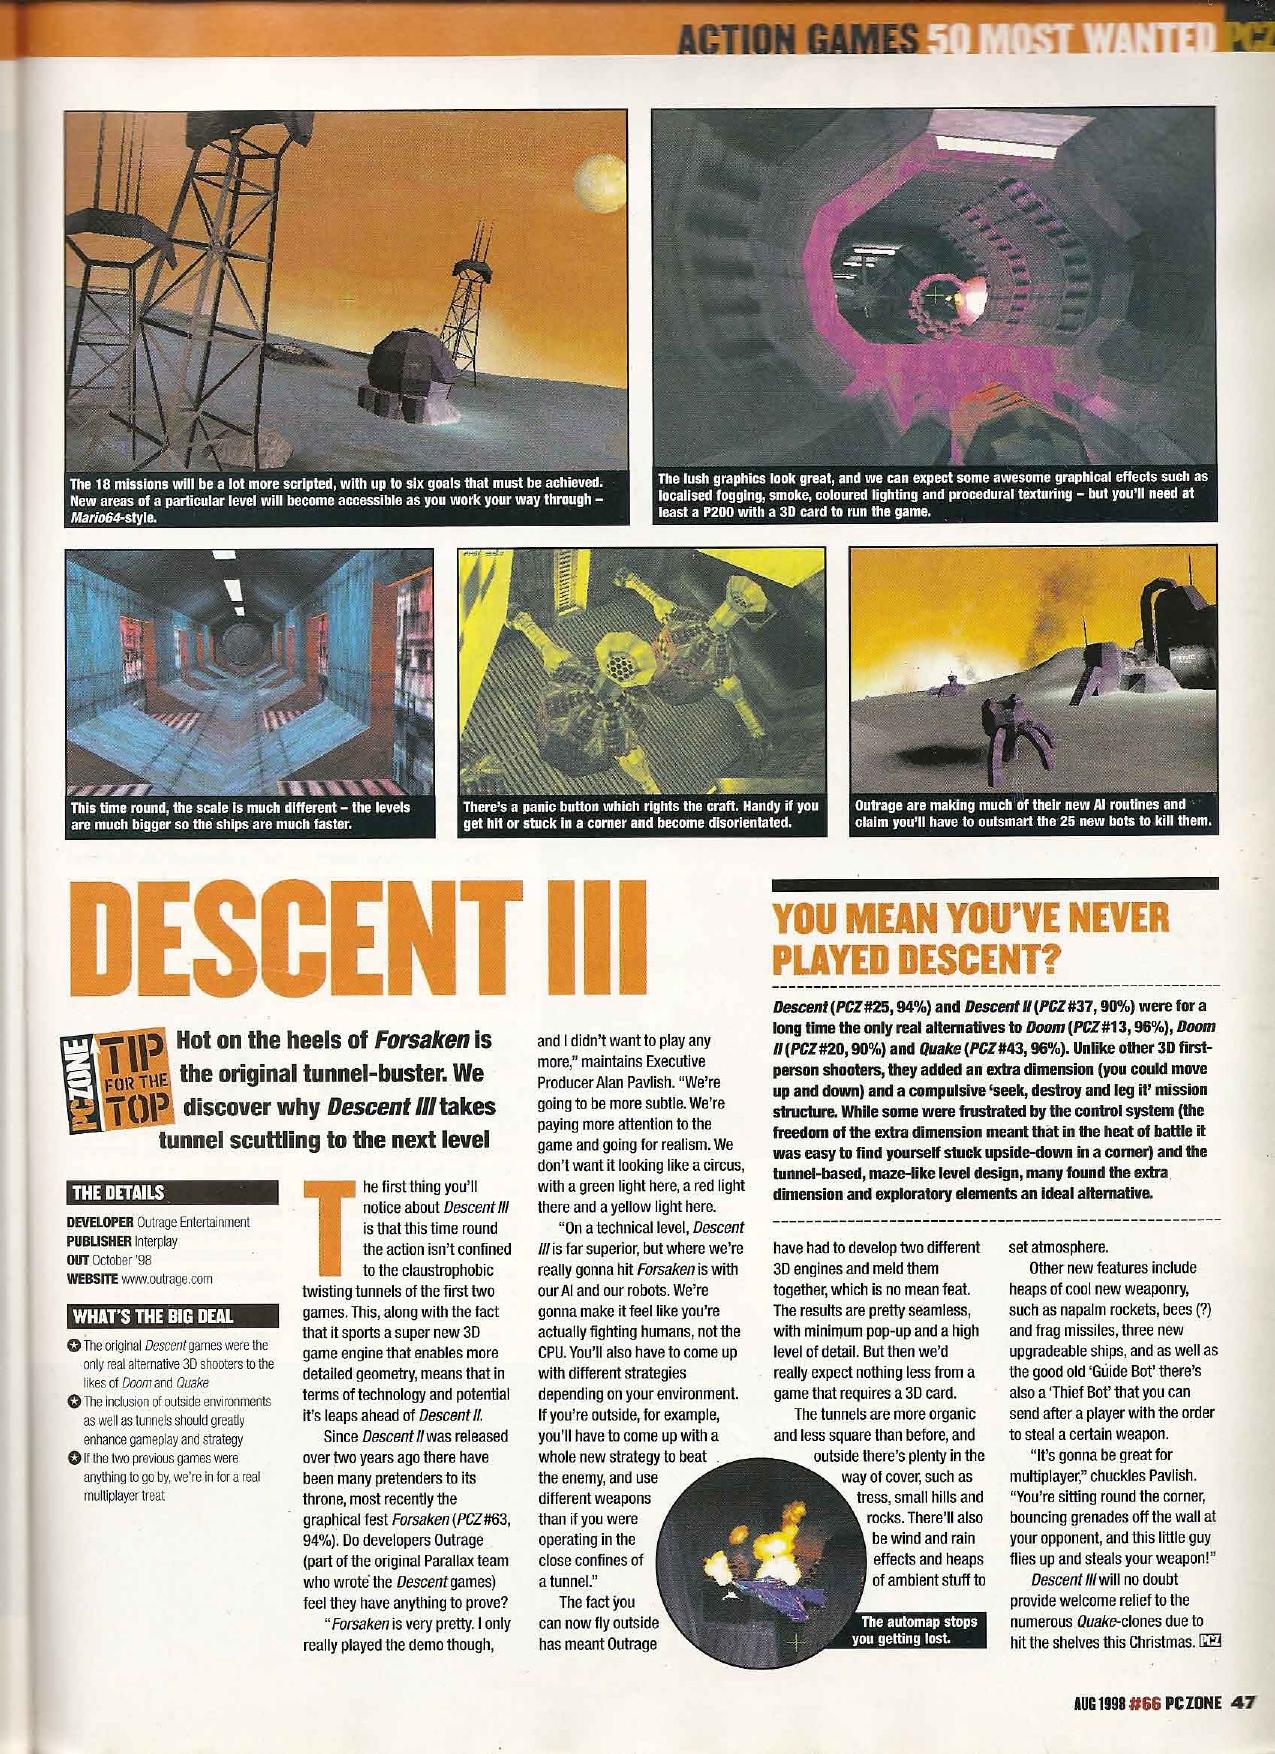 ACTION GAMES 50 MOST WANTED PCZ
The 18 missions will be a lot more scripted, with up to six goals that must be achieved.
New areas of a particular level will become accessible as you work your way through –
Mario64-style.
The lush graphics look great, and we can expect some awesome graphical effects such as
localised fogging, smoke, coloured lighting and procedural texturing – but you'll need at
least a P200 with a 3D card to run the game.
This time round, the scale is much different – the levels
are much bigger so the ships are much faster.
There's a panic button which rights the craft. Handy if you
get hit or stuck in a corner and become disorientated.
Outrage are making much of their new AI routines and
claim you'll have to outsmart the 25 new bots to kill them.
DESCENT III
PC ZONE
TIP
FOR THE
TOP
Hot on the heels of Forsaken is
the original tunnel-buster. We
discover why Descent III takes
tunnel scuttling to the next level
THE DETAILS
DEVELOPER Outrage Entertainment
PUBLISHER Interplay
OUT October '98
WEBSITE www.outrage.com
WHAT'S THE BIG DEAL
The original Descent games were the
only real alternative 3D shooters to the
likes of Doom and Quake
The inclusion of outside environments
as well as tunnels should greatly
enhance gameplay and strategy
If the two previous games were
anything to go by, we're in for a real
multiplayer treat
The first thing you'll
notice about Descent III
is that this time round
the action isn't confined
to the claustrophobic
twisting tunnels of the first two
games. This, along with the fact
that it sports a super new 3D
game engine that enables more
detailed geometry, means that in
terms of technology and potential
it's leaps ahead of Descent II.
Since Descent II was released
over two years ago there have
been many pretenders to its
throne, most recently the
graphical fest Forsaken (PCZ #63,
94%). Do developers Outrage
(part of the original Parallax team
who wrote the Descent games)
feel they have anything to prove?
"Forsaken is very pretty. I only
really played the demo though,
and I didn't want to play any
more," maintains Executive
Producer Alan Pavlish. "We're
going to be more subtle. We're
paying more attention to the
game and going for realism. We
don't want it looking like a circus,
with a green light here, a red light
there and a yellow light here.
"On a technical level, Descent
III is far superior, but where we're
really gonna hit Forsaken is with
our AI and our robots. We're
gonna make it feel like you're
actually fighting humans, not the
CPU. You'll also have to come up
with different strategies
depending on your environment.
If you're outside, for example,
you'll have to come up with a
whole new strategy to beat
the enemy, and use
different weapons
than if you were
operating in the
close confines of
a tunnel."
The fact you
can now fly outside
has meant Outrage
YOU MEAN YOU'VE NEVER
PLAYED DESCENT?
Descent (PCZ #25, 94%) and Descent II (PCZ #37, 90%) were for a
long time the only real alternatives to Doom (PCZ #13, 96%), Doom
II (PCZ #20, 90%) and Quake (PCZ #43, 96%). Unlike other 3D first-
person shooters, they added an extra dimension (you could move
up and down) and a compulsive 'seek, destroy and leg it' mission
structure. While some were frustrated by the control system (the
freedom of the extra dimension meant that in the heat of battle it
was easy to find yourself stuck upside-down in a corner) and the
tunnel-based, maze-like level design, many found the extra
dimension and exploratory elements an ideal alternative.
have had to develop two different
3D engines and meld them
together, which is no mean feat.
The results are pretty seamless,
with minimum pop-up and a high
level of detail. But then we'd
really expect nothing less from a
game that requires a 3D card.
The tunnels are more organic
and less square than before, and
outside there's plenty in the
way of cover, such as
tress, small hills and
rocks. There'll also
be wind and rain
effects and heaps
of ambient stuff to
The automap stops
you getting lost.
set atmosphere.
Other new features include
heaps of cool new weaponry,
such as napalm rockets, bees (?)
and frag missiles, three new
upgradeable ships, and as well as
the good old 'Guide Bot' there's
also a 'Thief Bot' that you can
send after a player with the order
to steal a certain weapon.
"It's gonna be great for
multiplayer," chuckles Pavlish.
"You're sitting round the corner,
bouncing grenades off the wall at
your opponent, and this little guy
flies up and steals your weapon!"
Descent III will no doubt
provide welcome relief to the
numerous Quake-clones due to
hit the shelves this Christmas. PCZ
AUG 1998 #66 PC ZONE 47